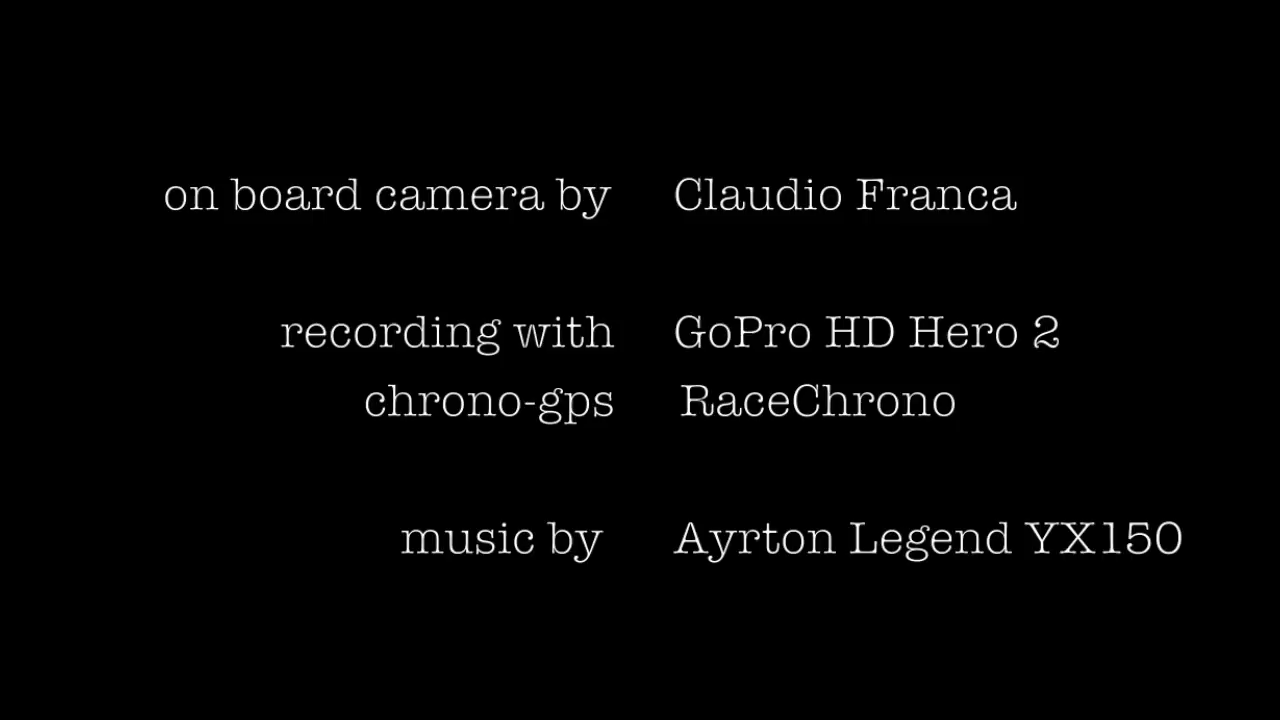 on board camera by Claudio Franca
recording with GoPro HD Hero 2
chrono-gps RaceChrono
music by Ayrton Legend YX150